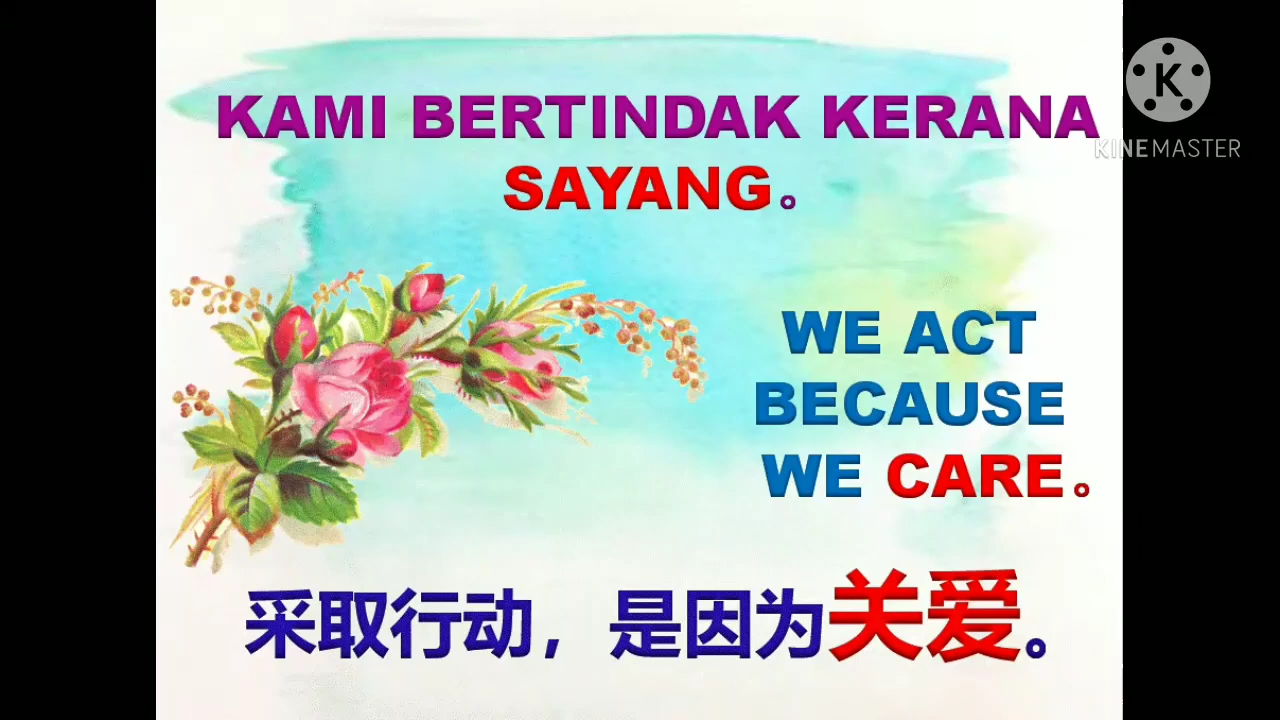 KAMI BERTINDAK KERANA
SAYANG。
K
KINEMASTER
WE ACT
BECAUSE
WE CARE。
采取行动，是因为关爱。